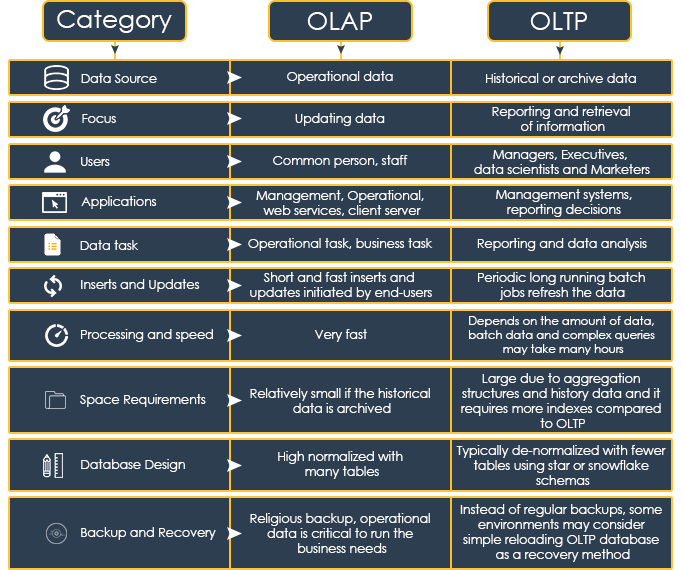 Category
OLAP
OLTP
Data Source
Operational data
Historical or archive data
Focus
Updating data
Reporting and retrieval
of information
Users
Common person, staff
Managers, Executives,
data scientists and Marketers
Applications
Management, Operational,
web services, client server
Management systems,
reporting decisions
Data task
Operational task, business task
Reporting and data analysis
Inserts and Updates
Short and fast inserts and
updates initiated by end-users
Periodic long running batch
jobs refresh the data
Processing and speed
Very fast
Depends on the amount of data,
batch data and complex queries
may take many hours
Space Requirements
Relatively small if the historical
data is archived
Large due to aggregation
structures and history data and it
requires more indexes compared
to OLTP
Database Design
High normalized with
many tables
Typically de-normalized with fewer
tables using star or snowflake
schemas
Backup and Recovery
Religious backup, operational
data is critical to run the
business needs
Instead of regular backups, some
environments may consider
simple reloading OLTP database
as a recovery method